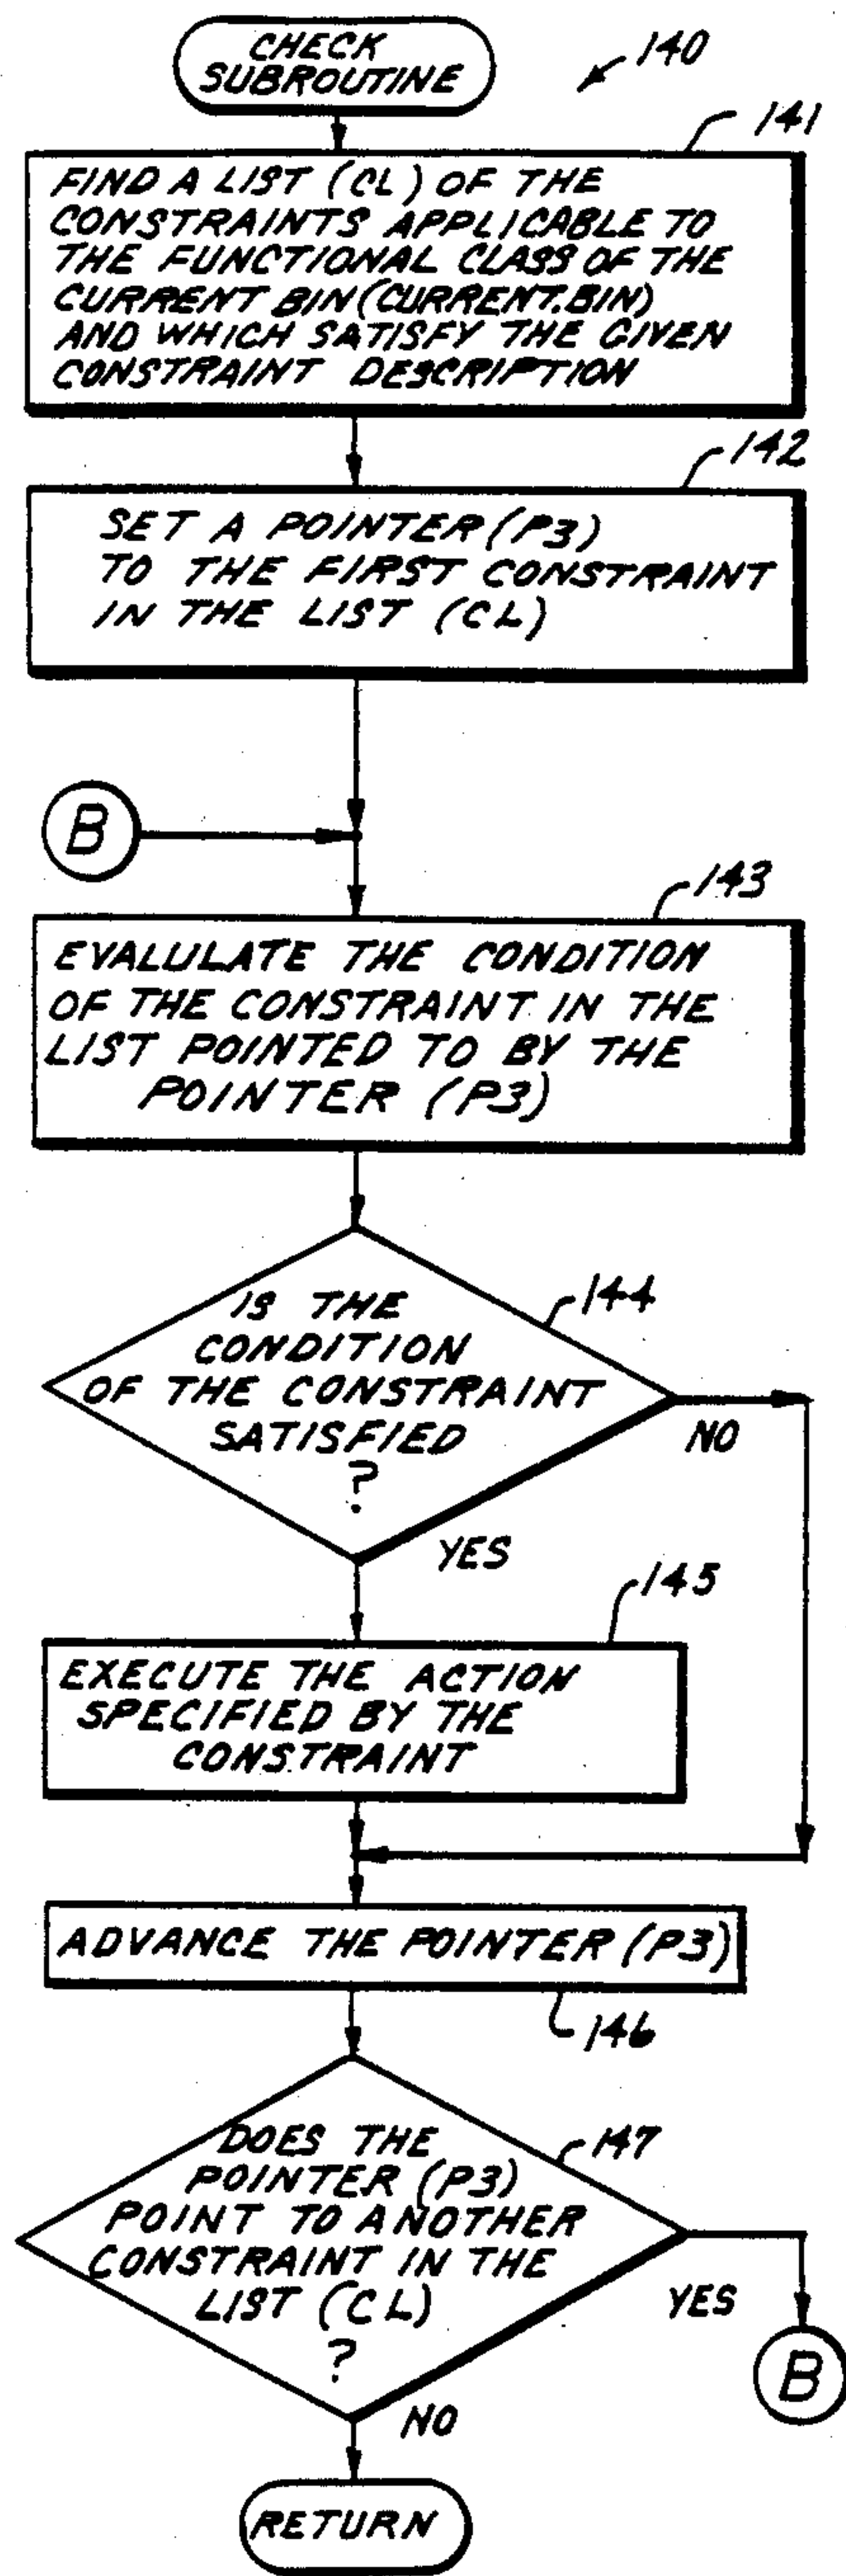 CHECK
SUBROUTINE
140
141
FIND A LIST (CL) OF THE
CONSTRAINTS APPLICABLE TO
THE FUNCTIONAL CLASS OF THE
CURRENT BIN (CURRENT.BIN)
AND WHICH SATISFY THE GIVEN
CONSTRAINT DESCRIPTION
142
SET A POINTER (P3)
TO THE FIRST CONSTRAINT
IN THE LIST (CL)
B
143
EVALULATE THE CONDITION
OF THE CONSTRAINT IN THE
LIST POINTED TO BY THE
POINTER (P3)
144
IS THE
CONDITION
OF THE CONSTRAINT
SATISFIED
?
NO
YES
145
EXECUTE THE ACTION
SPECIFIED BY THE
CONSTRAINT
ADVANCE THE POINTER (P3)
146
147
DOES THE
POINTER (P3)
POINT TO ANOTHER
CONSTRAINT IN THE
LIST (CL)
?
YES
B
NO
RETURN